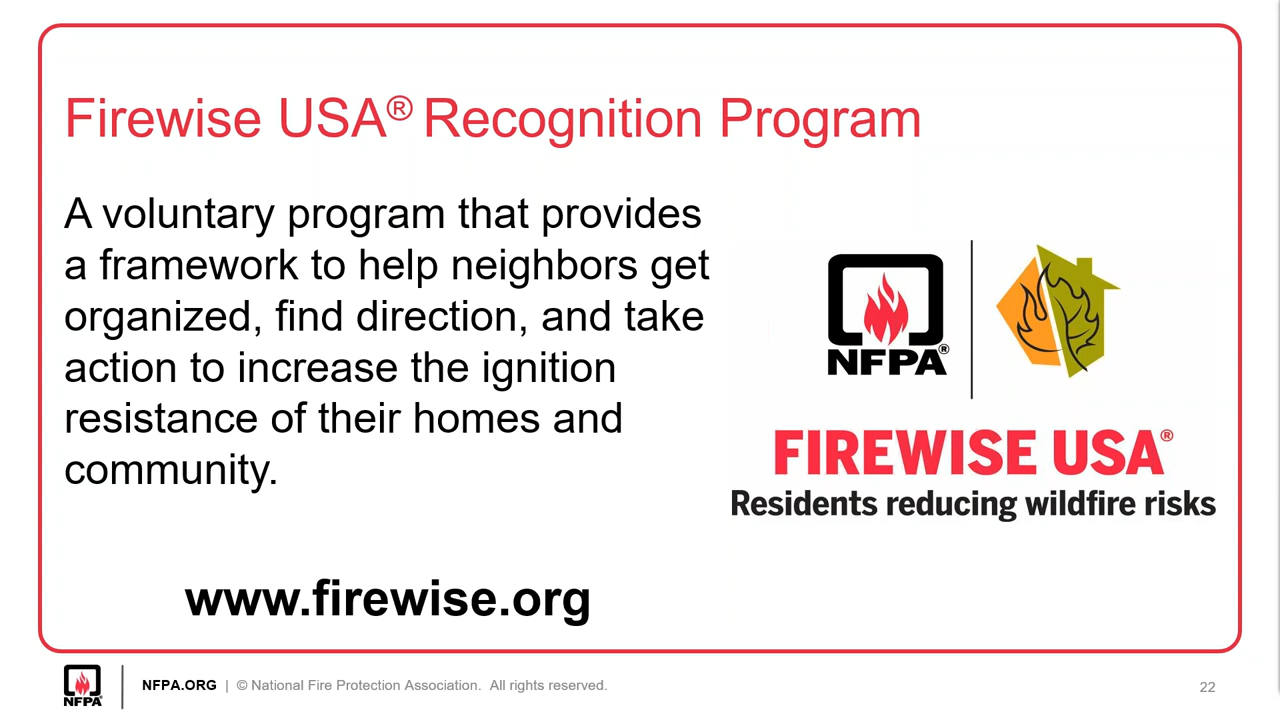 Firewise USA® Recognition Program
A voluntary program that provides
a framework to help neighbors get
organized, find direction, and take
action to increase the ignition
resistance of their homes and
community.
www.firewise.org
NFPA®
FIREWISE USA®
Residents reducing wildfire risks
NFPA
NFPA.ORG | © National Fire Protection Association. All rights reserved.
22